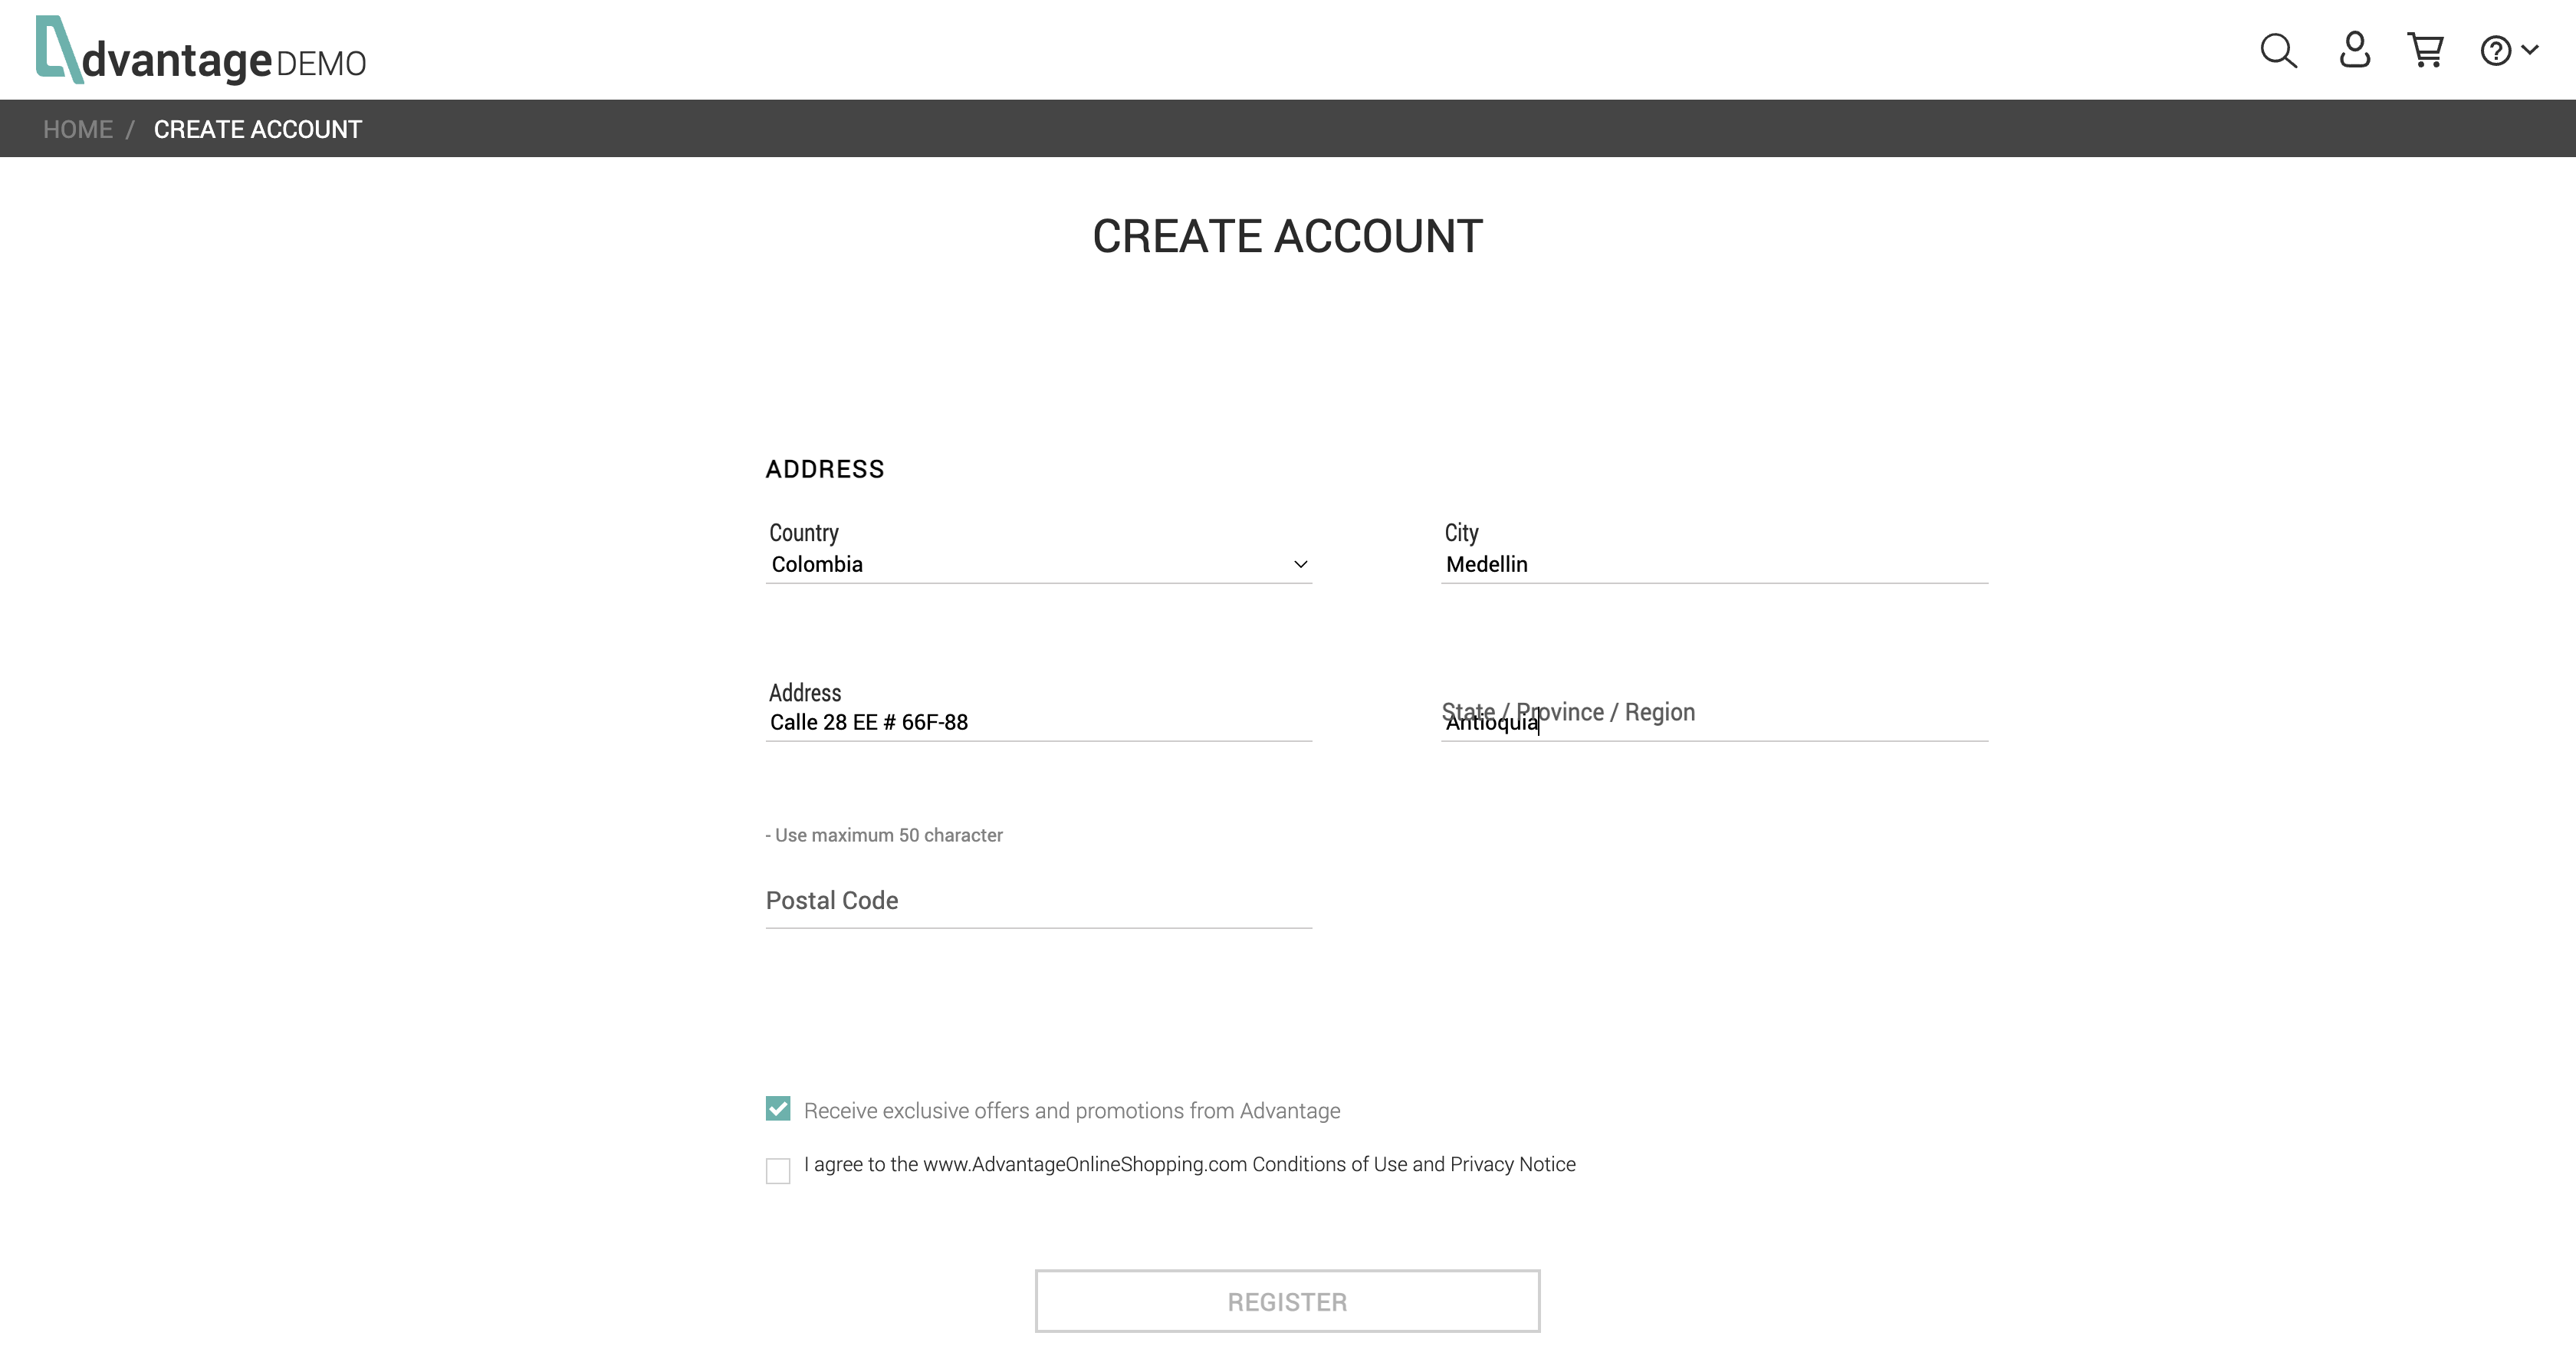 dvantage DEMO
HOME / CREATE ACCOUNT
CREATE ACCOUNT
ADDRESS
Country
Colombia
City
Medellin
Address
Calle 28 EE # 66F-88
State / Province / Region
Antioquia
- Use maximum 50 character
Postal Code
Receive exclusive offers and promotions from Advantage
I agree to the www.AdvantageOnlineShopping.com Conditions of Use and Privacy Notice
REGISTER